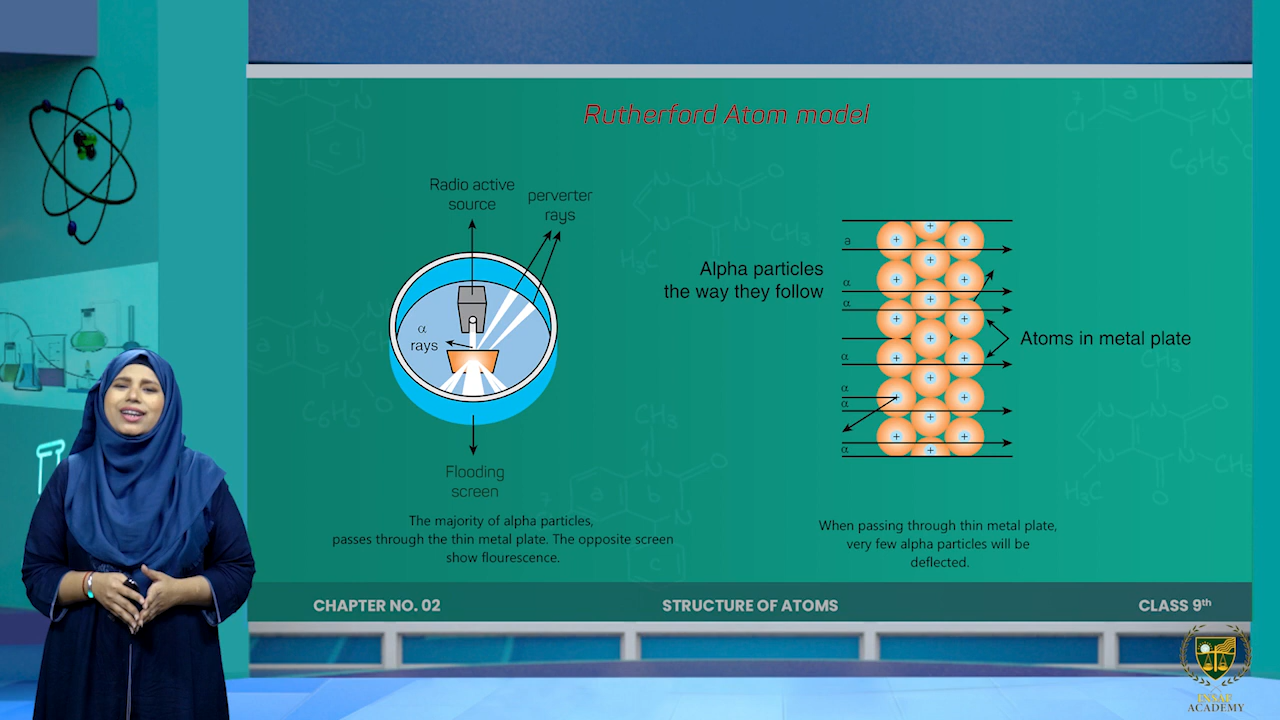 Rutherford Atom model
Radio active
source
perverter
rays
α
rays
Flooding
screen
The majority of alpha particles,
passes through the thin metal plate. The opposite screen
show flourescence.
Alpha particles
the way they follow
a
α
α
α
α
α
α
Atoms in metal plate
When passing through thin metal plate,
very few alpha particles will be
deflected.
CHAPTER NO. 02
STRUCTURE OF ATOMS
CLASS 9th
ACADEMY